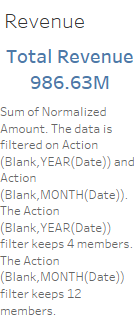 Revenue
Total Revenue
986.63M
Sum of Normalized
Amount. The data is
filtered on Action
(Blank,YEAR(Date)) and
Action
(Blank,MONTH(Date)).
The Action
(Blank,YEAR(Date))
filter keeps 4 members.
The Action
(Blank,MONTH(Date))
filter keeps 12
members.